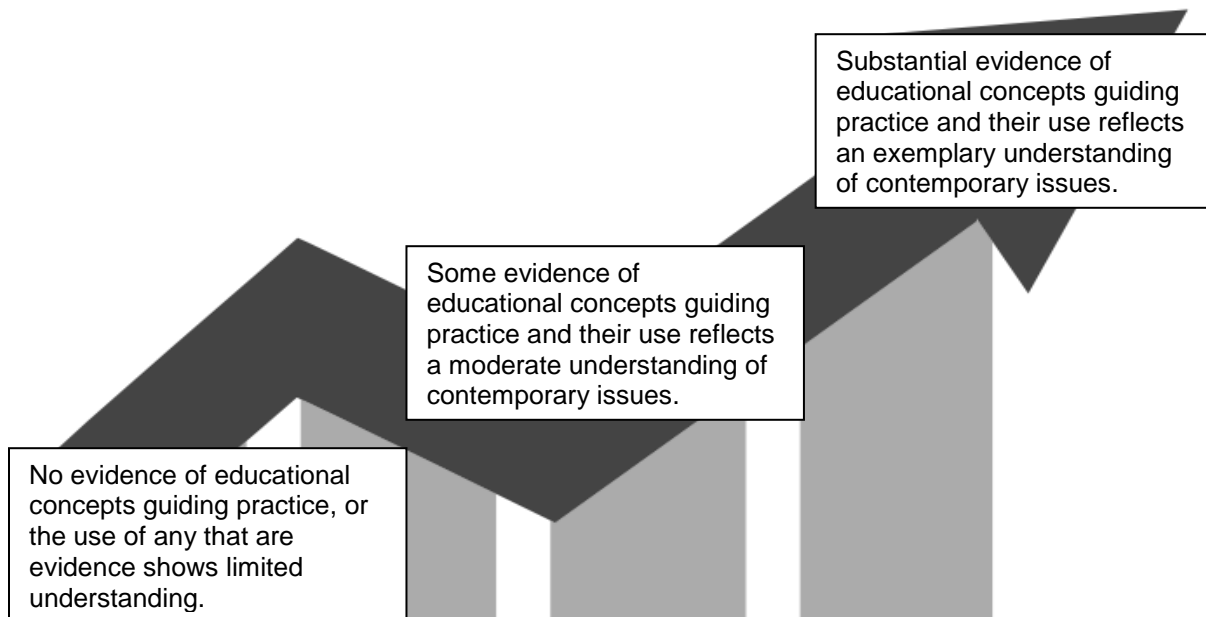 Substantial evidence of
educational concepts guiding
practice and their use reflects
an exemplary understanding
of contemporary issues.
Some evidence of
educational concepts guiding
practice and their use reflects
a moderate understanding of
contemporary issues.
No evidence of educational
concepts guiding practice, or
the use of any that are
evidence shows limited
understanding.